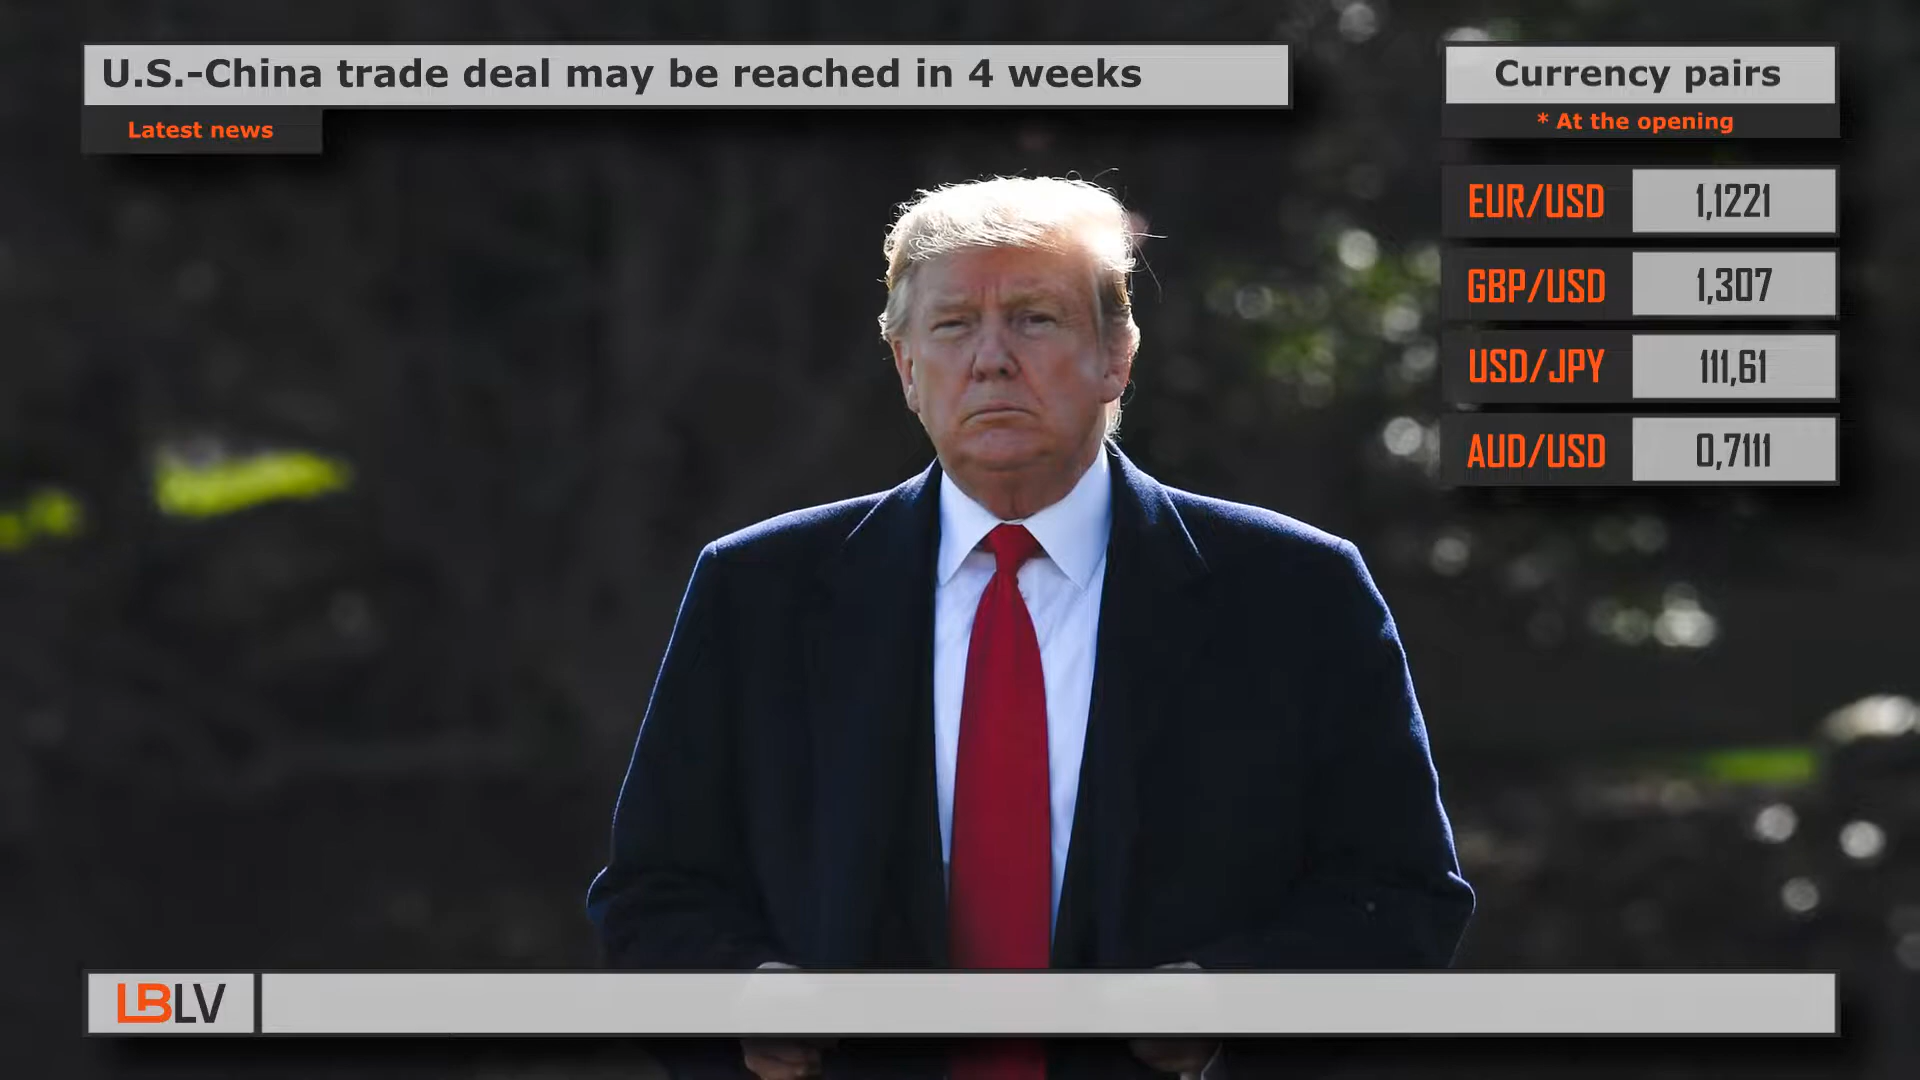 U.S.-China trade deal may be reached in 4 weeks
Latest news
Currency pairs
* At the opening
EUR/USD 1,1221
GBP/USD 1,307
USD/JPY 111,61
AUD/USD 0,7111
LBLV